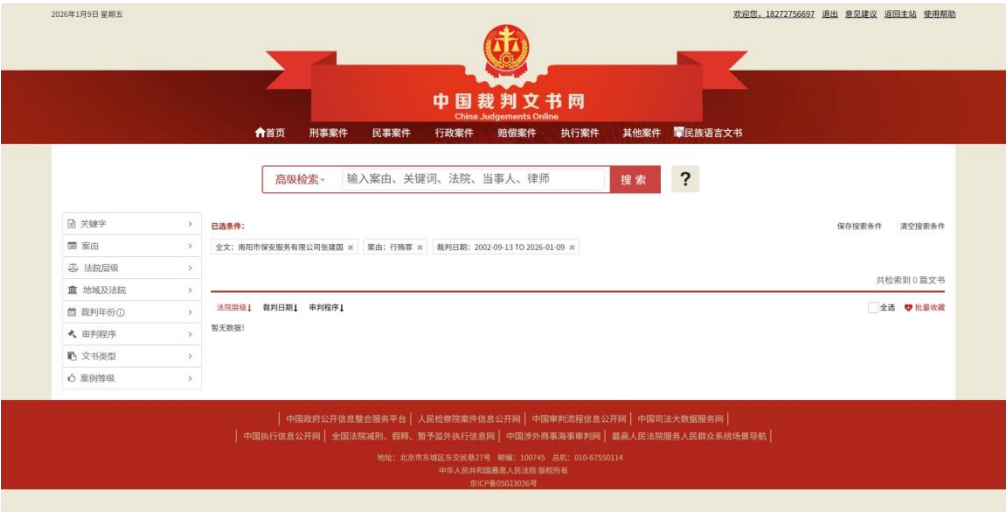 2026年1月9日 星期五
欢迎您，18272756697 退出 意见建议 返回主站 使用帮助
中国裁判文书网
China Judgements Online
首页 刑事案件 民事案件 行政案件 赔偿案件 执行案件 其他案件 民族语言文书
高级检索 输入案由、关键词、法院、当事人、律师 搜索 ?
关键字
案由
法院层级
地域及法院
裁判年份
审判程序
文书类型
案例等级
已选条件：
保存搜索条件 清空搜索条件
全文：南阳市保安服务有限公司张建国 × 案由：行贿罪 × 裁判日期：2002-09-13 TO 2026-01-09 ×
共检索到 0 篇文书
法院层级 裁判日期 审判程序
全选 批量收藏
暂无数据!
中国政府公开信息整合服务平台 | 人民检察院案件信息公开网 | 中国审判流程信息公开网 | 中国司法大数据服务网 |
中国执行信息公开网 | 全国法院减刑、假释、暂予监外执行信息网 | 中国涉外商事海事审判网 | 最高人民法院服务人民群众系统场景导航 |
地址：北京市东城区东交民巷27号 邮编：100745 总机：010-67550114
中华人民共和国最高人民法院 版权所有
京ICP备05023036号